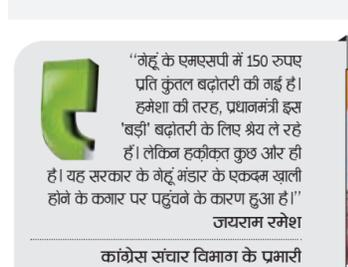 ‘‘गेहूं के एमएसपी में 150 रुपए
प्रति कुंतल बढ़ोतरी की गई है।
हमेशा की तरह, प्रधानमंत्री इस
'बड़ी' बढ़ोतरी के लिए श्रेय ले रहे
हैं। लेकिन हक़ीक़त कुछ और ही
है। यह सरकार के गेहूं भंडार के एकदम ख़ाली
होने के कगार पर पहुंचने के कारण हुआ है।’’
जयराम रमेश
कांग्रेस संचार विभाग के प्रभारी